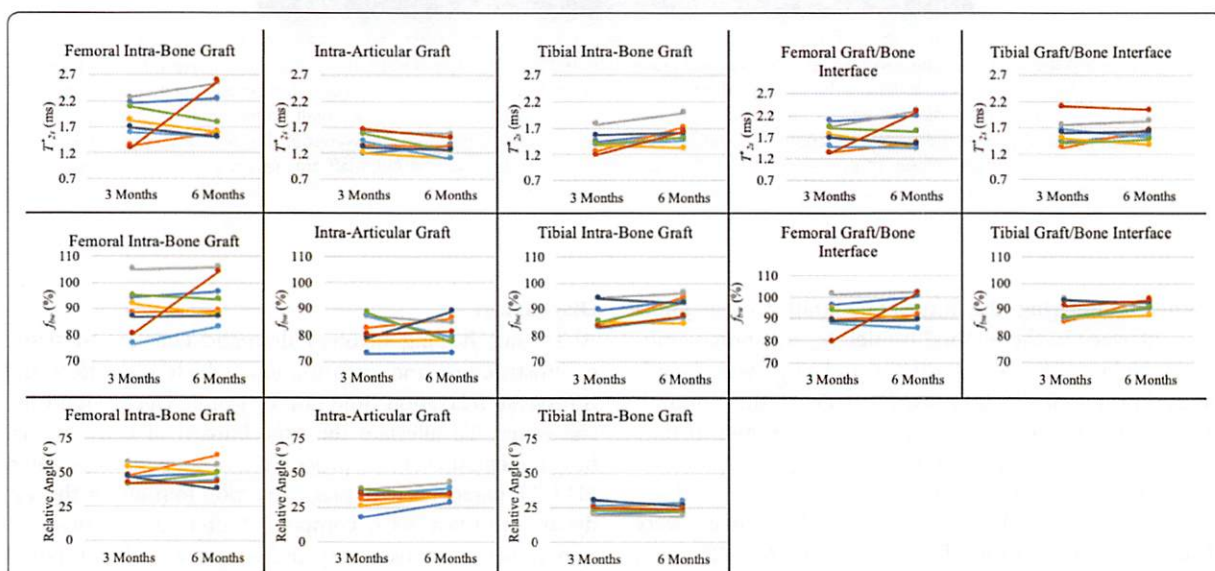 Femoral Intra-Bone Graft
T*2s (ms)
2.7
2.2
1.7
1.2
0.7
3 Months 6 Months
Intra-Articular Graft
T*2s (ms)
2.7
2.2
1.7
1.2
0.7
3 Months 6 Months
Tibial Intra-Bone Graft
T*2s (ms)
2.7
2.2
1.7
1.2
0.7
3 Months 6 Months
Femoral Graft/Bone
Interface
T*2s (ms)
2.7
2.2
1.7
1.2
0.7
3 Months 6 Months
Tibial Graft/Bone Interface
T*2s (ms)
2.7
2.2
1.7
1.2
0.7
3 Months 6 Months
Femoral Intra-Bone Graft
fbw (%)
110
100
90
80
70
3 Months 6 Months
Intra-Articular Graft
fbw (%)
110
100
90
80
70
3 Months 6 Months
Tibial Intra-Bone Graft
fbw (%)
110
100
90
80
70
3 Months 6 Months
Femoral Graft/Bone
Interface
fbw (%)
110
100
90
80
70
3 Months 6 Months
Tibial Graft/Bone Interface
fbw (%)
110
100
90
80
70
3 Months 6 Months
Femoral Intra-Bone Graft
Relative Angle (°)
75
50
25
0
3 Months 6 Months
Intra-Articular Graft
Relative Angle (°)
75
50
25
0
3 Months 6 Months
Tibial Intra-Bone Graft
Relative Angle (°)
75
50
25
0
3 Months 6 Months